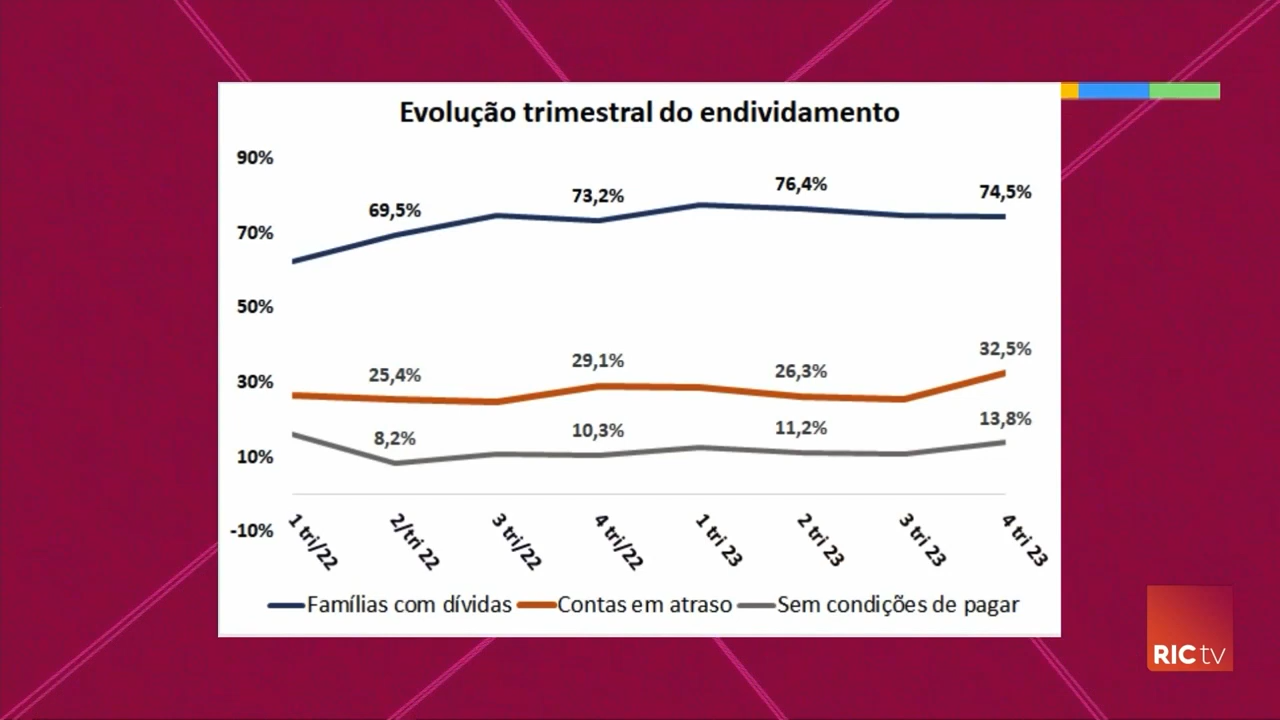 Evolução trimestral do endividamento
90%
70%
50%
30%
10%
-10%
69,5%
73,2%
76,4%
74,5%
25,4%
29,1%
26,3%
32,5%
8,2%
10,3%
11,2%
13,8%
1 tri/22
2/tri 22
3 tri/22
4 tri/22
1 tri 23
2 tri 23
3 tri 23
4 tri 23
Famílias com dívidas Contas em atraso Sem condições de pagar
RIC tv